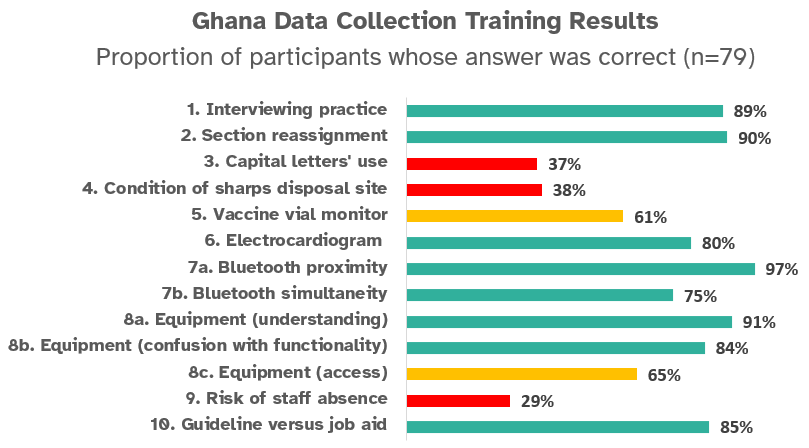 Ghana Data Collection Training Results
Proportion of participants whose answer was correct (n=79)
1. Interviewing practice 89%
2. Section reassignment 90%
3. Capital letters' use 37%
4. Condition of sharps disposal site 38%
5. Vaccine vial monitor 61%
6. Electrocardiogram 80%
7a. Bluetooth proximity 97%
7b. Bluetooth simultaneity 75%
8a. Equipment (understanding) 91%
8b. Equipment (confusion with functionality) 84%
8c. Equipment (access) 65%
9. Risk of staff absence 29%
10. Guideline versus job aid 85%